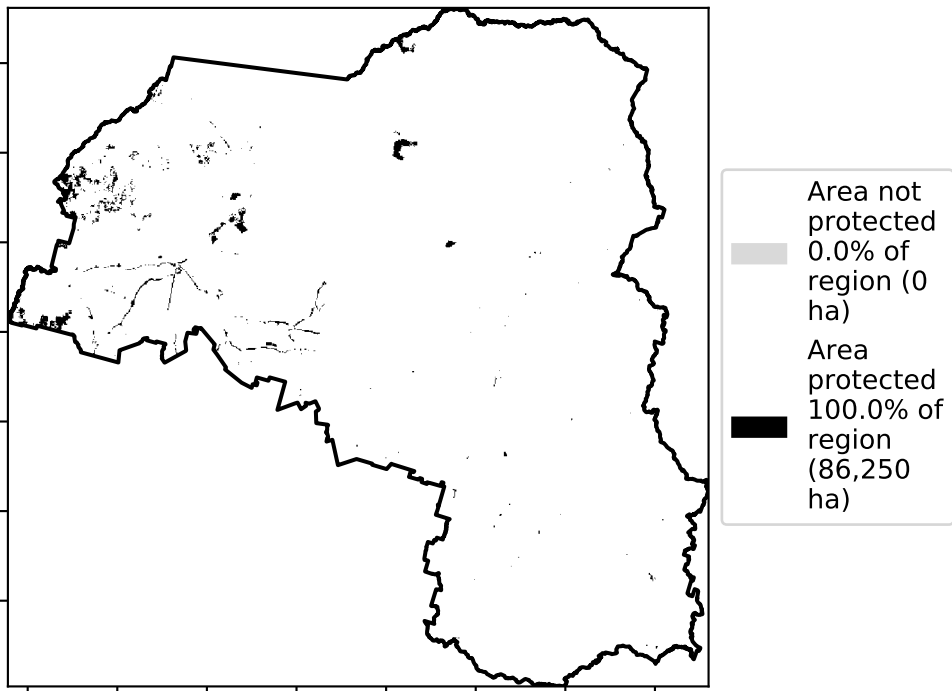 Area not
protected
0.0% of
region (0
ha)
Area
protected
100.0% of
region
(86,250
ha)